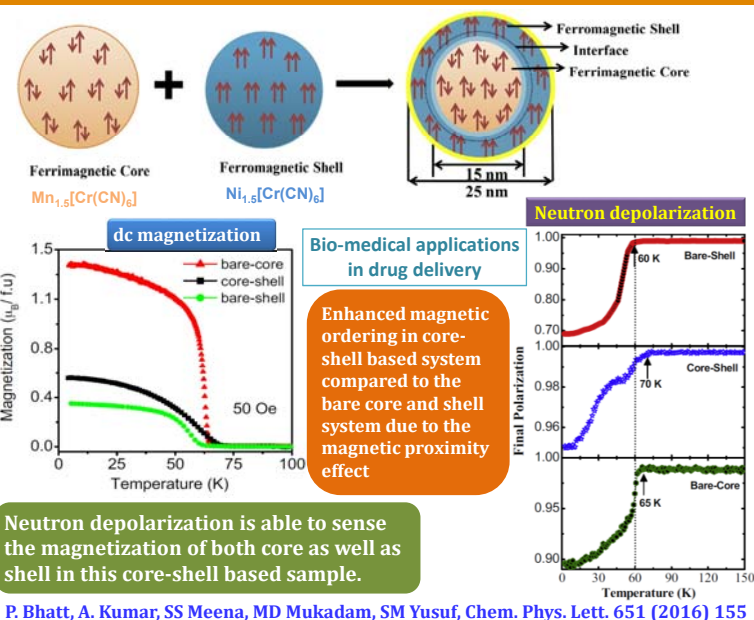 Ferromagnetic Shell
Interface
Ferrimagnetic Core
Ferrimagnetic Core
Mn1.5[Cr(CN)6]
Ferromagnetic Shell
Ni1.5[Cr(CN)6]
15 nm
25 nm
dc magnetization
1.5
1.1
0.8
0.4
0.0
Magnetization (μB/ f.u)
bare-core
core-shell
bare-shell
50 Oe
0
25
50
75
100
Temperature (K)
Bio-medical applications
in drug delivery
Enhanced magnetic
ordering in core-
shell based system
compared to the
bare core and shell
system due to the
magnetic proximity
effect
Neutron depolarization
1.00
0.90
0.80
0.70
Bare-Shell
60 K
1.00
0.98
0.96
Core-Shell
70 K
Final Polarization
1.00
0.95
0.90
Bare-Core
65 K
0
30
60
90
120
150
Temperature (K)
Neutron depolarization is able to sense
the magnetization of both core as well as
shell in this core-shell based sample.
P. Bhatt, A. Kumar, SS Meena, MD Mukadam, SM Yusuf, Chem. Phys. Lett. 651 (2016) 155